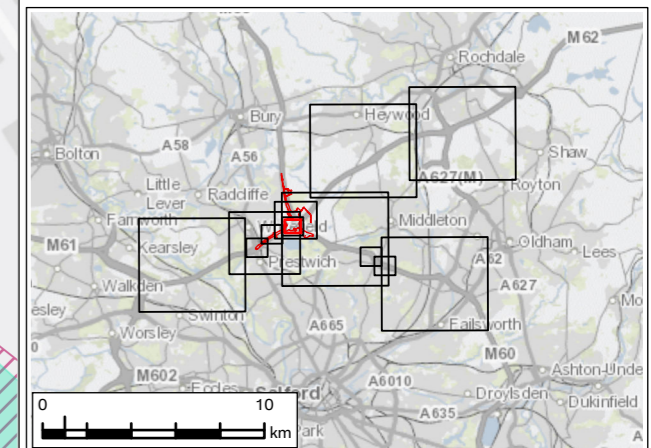 M 62
Rochdale
Bury
Heywood
A58
Bolton
A56
Shaw
A627(M)
Little
Lever
Radcliffe
Royton
Farnworth
Middleton
M61
Kearsley
Oldham
Prestwich
A62
Lees
Walkden
A627
Swinton
Worsley
A665
Failsworth
M60
M602
Ashton-Unde
Eccles
Salford
A6010
Droylsden
Dukinfield
A635
Park
0 10
km